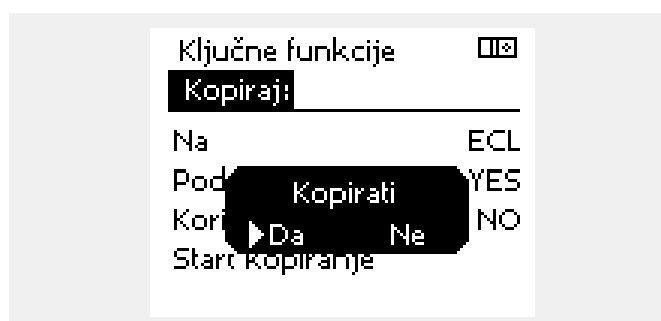 Ključne funkcije
Kopiraj:
Na ECL
YES
NO
Kopirati
Da Ne
Start kopiranje